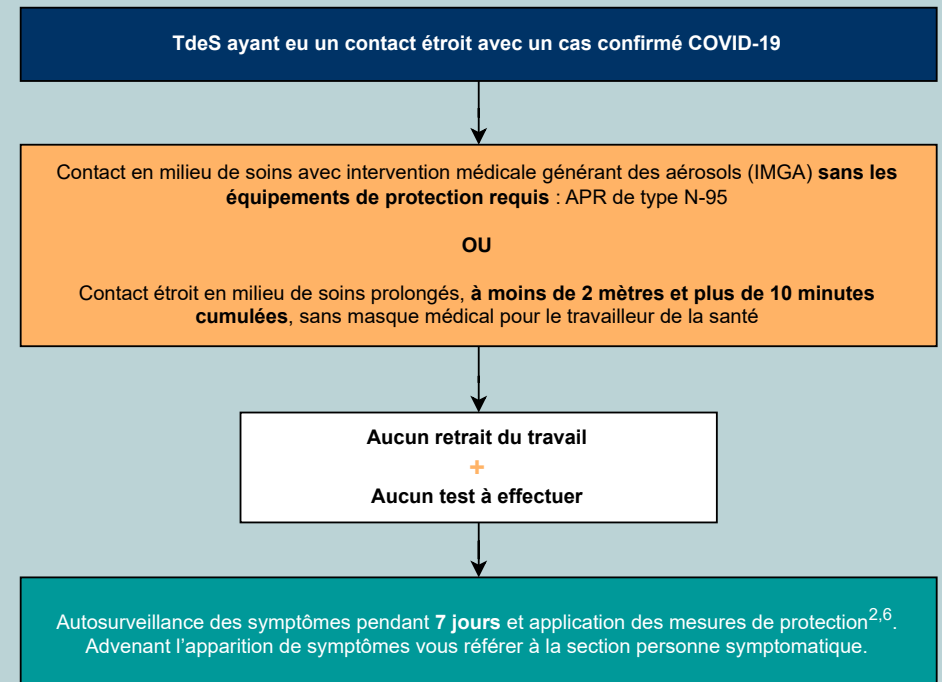 TdeS ayant eu un contact étroit avec un cas confirmé COVID-19
Contact en milieu de soins avec intervention médicale générant des aérosols (IMGA) sans les
équipements de protection requis : APR de type N-95
OU
Contact étroit en milieu de soins prolongés, à moins de 2 mètres et plus de 10 minutes
cumulées, sans masque médical pour le travailleur de la santé
Aucun retrait du travail
+
Aucun test à effectuer
Autosurveillance des symptômes pendant 7 jours et application des mesures de protection2,6.
Advenant l’apparition de symptômes vous référer à la section personne symptomatique.